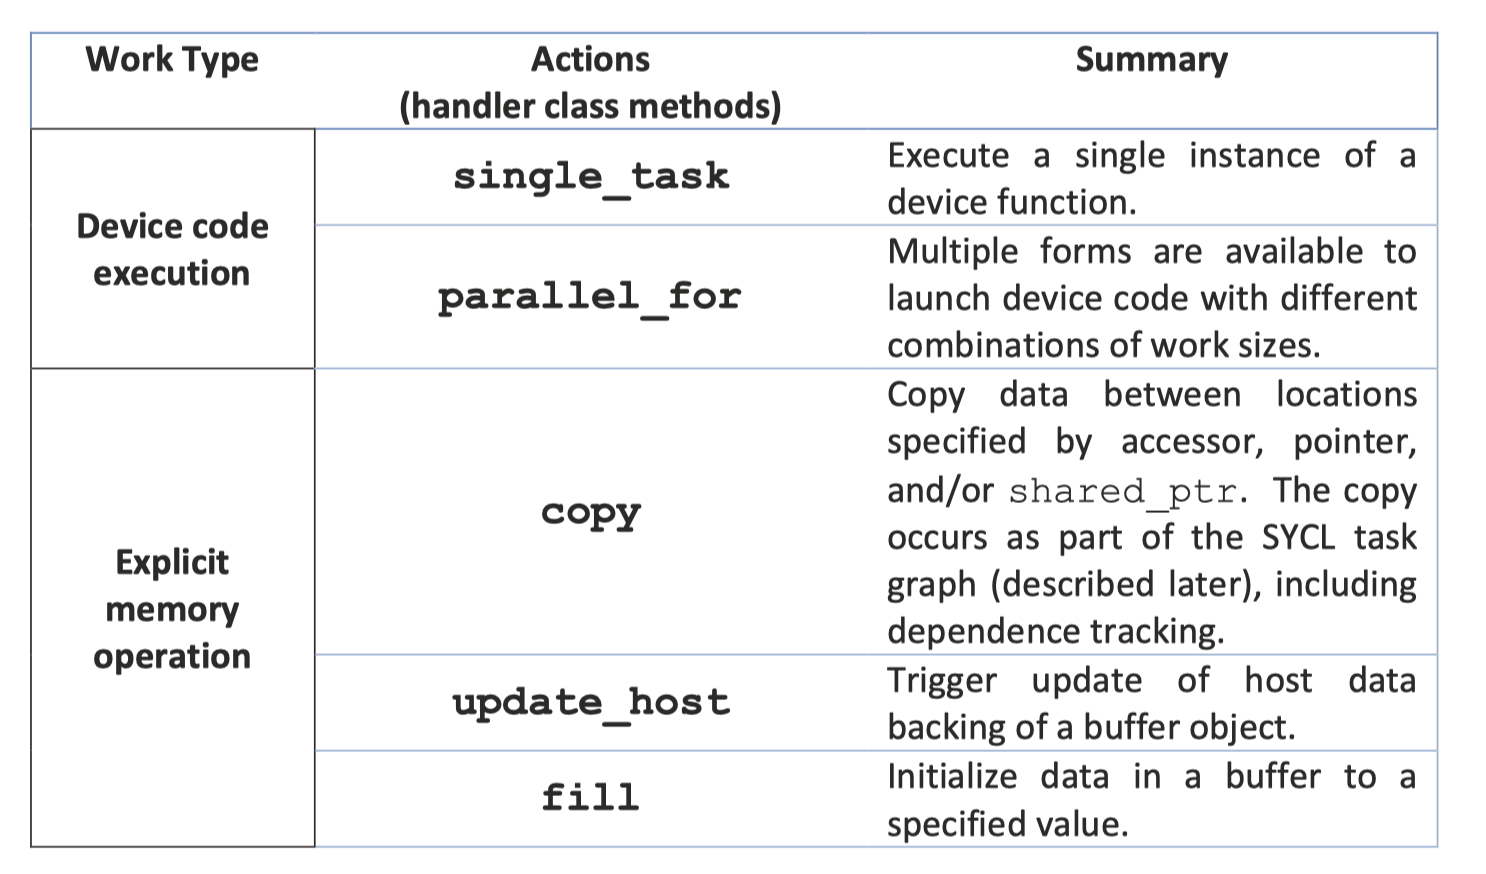 Work Type
Actions
(handler class methods)
Summary
Device code
execution
single_task
Execute a single instance of a
device function.
parallel_for
Multiple forms are available to
launch device code with different
combinations of work sizes.
Explicit
memory
operation
copy
Copy data between locations
specified by accessor, pointer,
and/or shared_ptr. The copy
occurs as part of the SYCL task
graph (described later), including
dependence tracking.
update_host
Trigger update of host data
backing of a buffer object.
fill
Initialize data in a buffer to a
specified value.